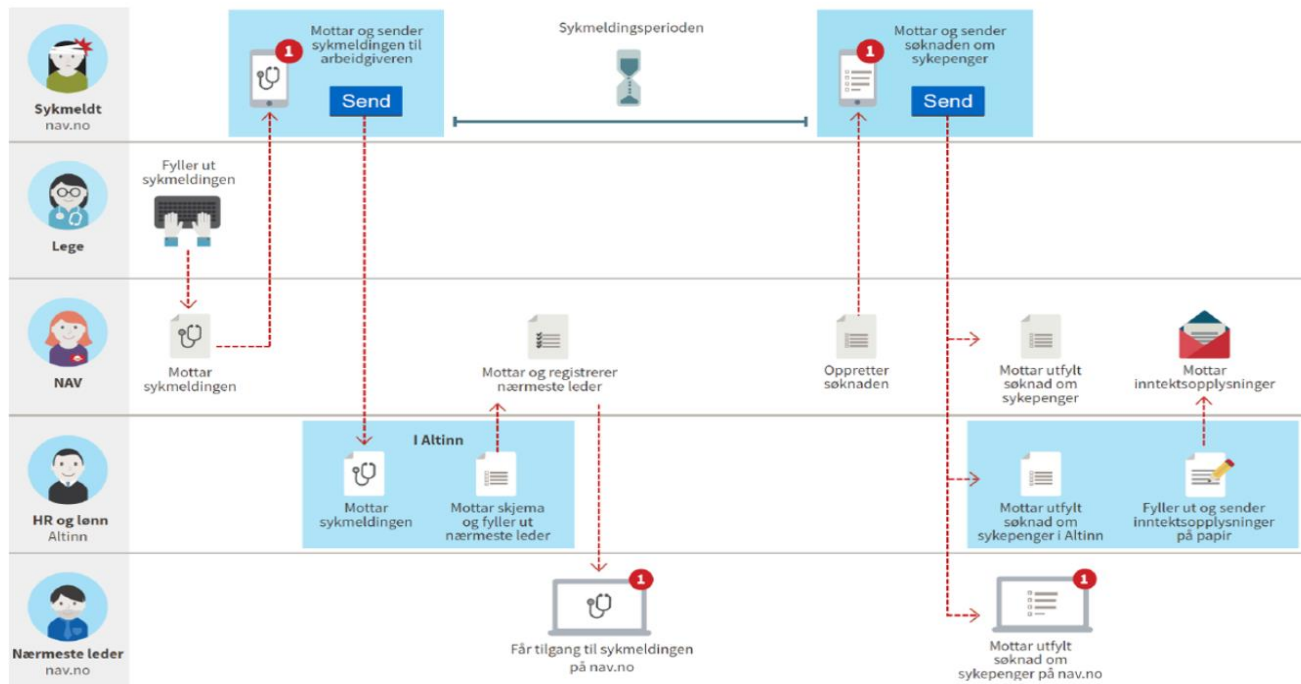 Sykmeldt
nav.no
1
Mottar og sender
sykmeldingen til
arbeidgiveren
Send
Sykmeldingsperioden
1
Mottar og sender
søknaden om
sykepenger
Send
Lege
Fyller ut
sykmeldingen
NAV
Mottar
sykmeldingen
Mottar og registrerer
nærmeste leder
Oppretter
søknaden
Mottar utfylt
søknad om
sykepenger
Mottar
inntektsopplysninger
HR og lønn
Altinn
I Altinn
Mottar
sykmeldingen
Mottar skjema
og fyller ut
nærmeste leder
Mottar utfylt
søknad om
sykepenger i Altinn
Fyller ut og sender
inntektsopplysninger
på papir
Nærmeste leder
nav.no
1
Får tilgang til sykmeldingen
på nav.no
1
Mottar utfylt
søknad om
sykepenger på nav.no